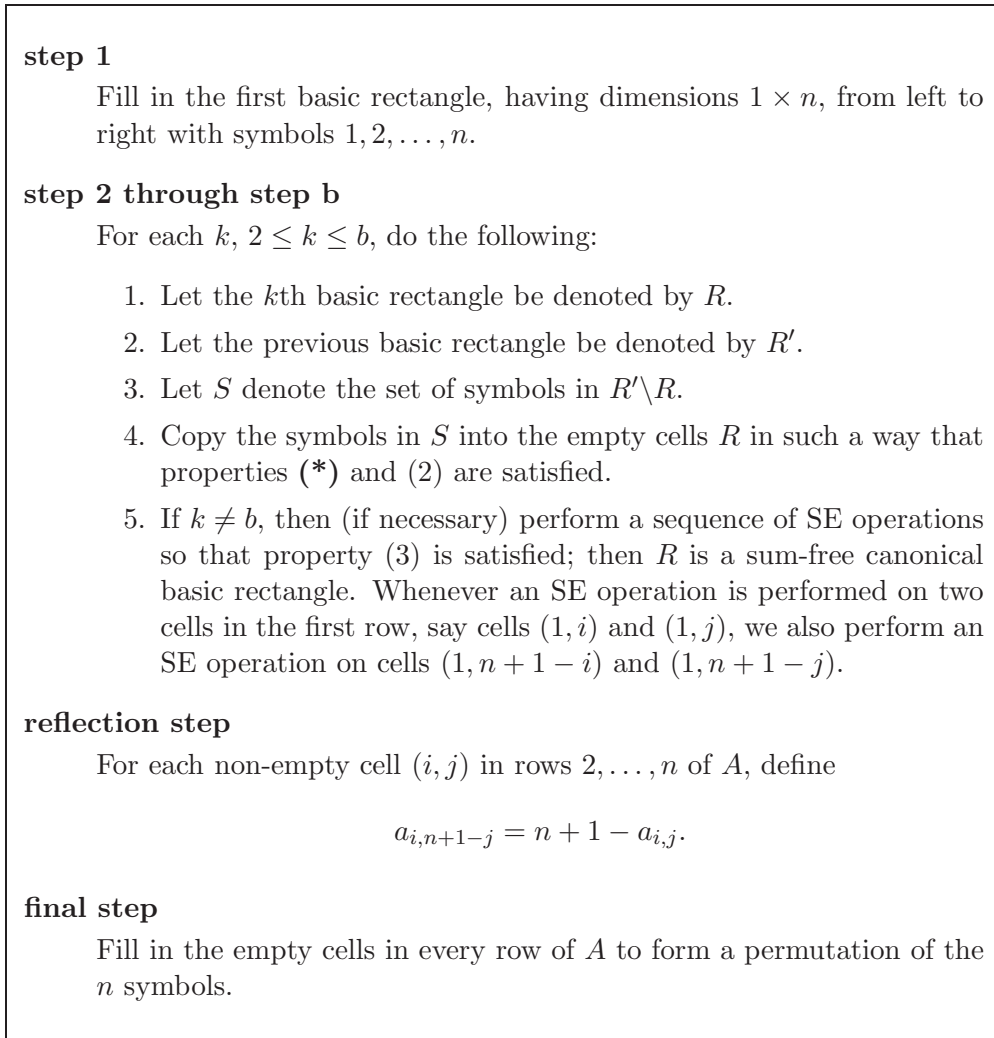 step 1
Fill in the first basic rectangle, having dimensions 1 × n, from left to
right with symbols 1, 2, . . . , n.
step 2 through step b
For each k, 2 ≤ k ≤ b, do the following:
1. Let the kth basic rectangle be denoted by R.
2. Let the previous basic rectangle be denoted by R′.
3. Let S denote the set of symbols in R′\R.
4. Copy the symbols in S into the empty cells R in such a way that
properties (*) and (2) are satisfied.
5. If k ≠ b, then (if necessary) perform a sequence of SE operations
so that property (3) is satisfied; then R is a sum-free canonical
basic rectangle. Whenever an SE operation is performed on two
cells in the first row, say cells (1, i) and (1, j), we also perform an
SE operation on cells (1, n + 1 − i) and (1, n + 1 − j).
reflection step
For each non-empty cell (i, j) in rows 2, . . . , n of A, define
a_{i,n+1−j} = n + 1 − a_{i,j}.
final step
Fill in the empty cells in every row of A to form a permutation of the
n symbols.